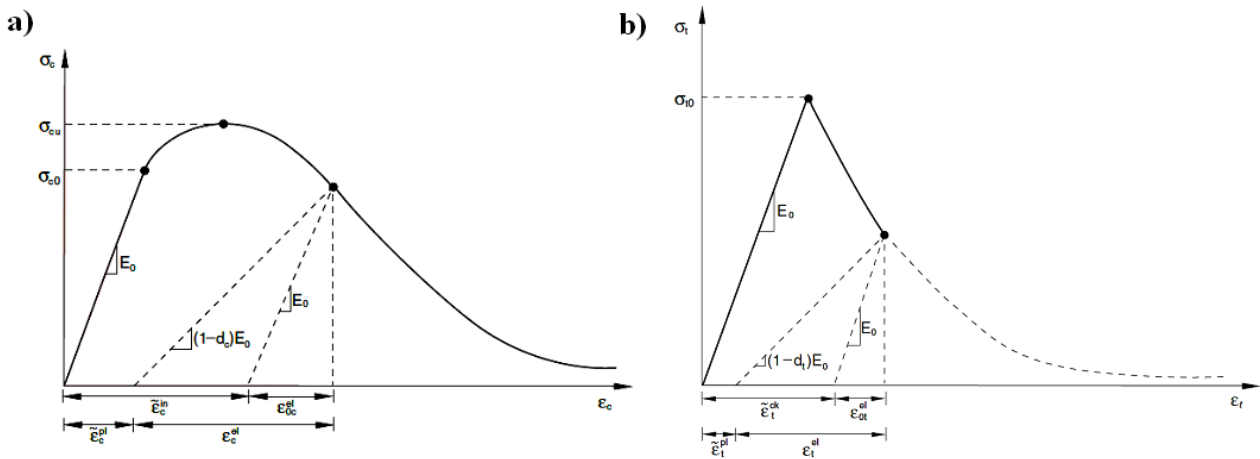 a)
σc
σcu
σc0
E0
E0
(1−dc)E0
εc
ε̃c^in
ε0c^el
ε̃c^pl
εc^el
b)
σt
σt0
E0
E0
(1−dt)E0
εt
ε̃t^ck
ε0t^el
ε̃t^pl
εt^el